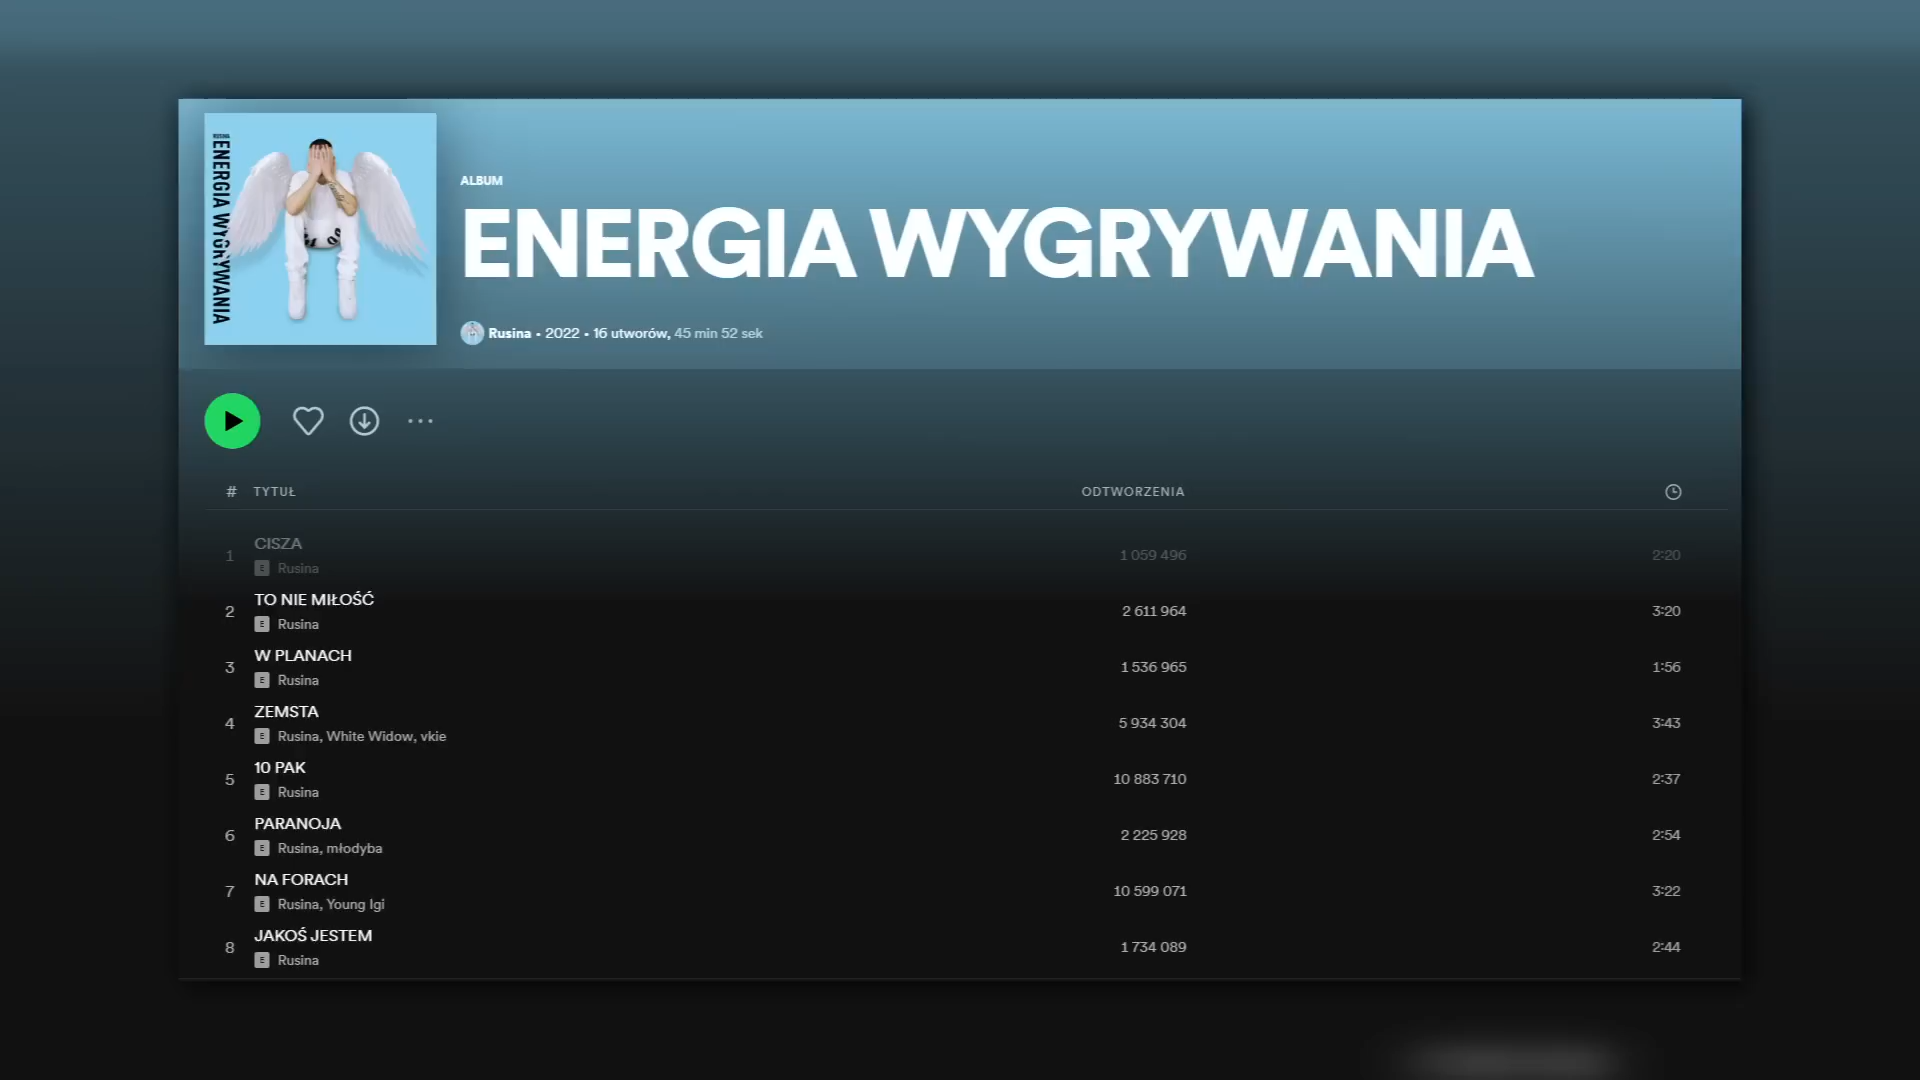 RUSINA
ENERGIA WYGRYWANIA
ALBUM
ENERGIA WYGRYWANIA
Rusina • 2022 • 16 utworów, 45 min 52 sek
# TYTUŁ ODTWORZENIA
1 CISZA 1 059 496 2:20
E Rusina
2 TO NIE MIŁOŚĆ 2 611 964 3:20
E Rusina
3 W PLANACH 1 536 965 1:56
E Rusina
4 ZEMSTA 5 934 304 3:43
E Rusina, White Widow, vkie
5 10 PAK 10 883 710 2:37
E Rusina
6 PARANOJA 2 225 928 2:54
E Rusina, młodyba
7 NA FORACH 10 599 071 3:22
E Rusina, Young Igi
8 JAKOŚ JESTEM 1 734 089 2:44
E Rusina